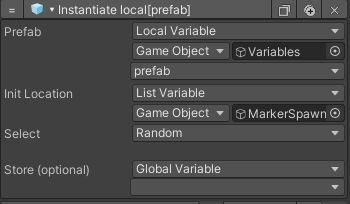 Instantiate local[prefab]
Prefab Local Variable
Game Object Variables
prefab
Init Location List Variable
Game Object MarkerSpawn
Select Random
Store (optional) Global Variable